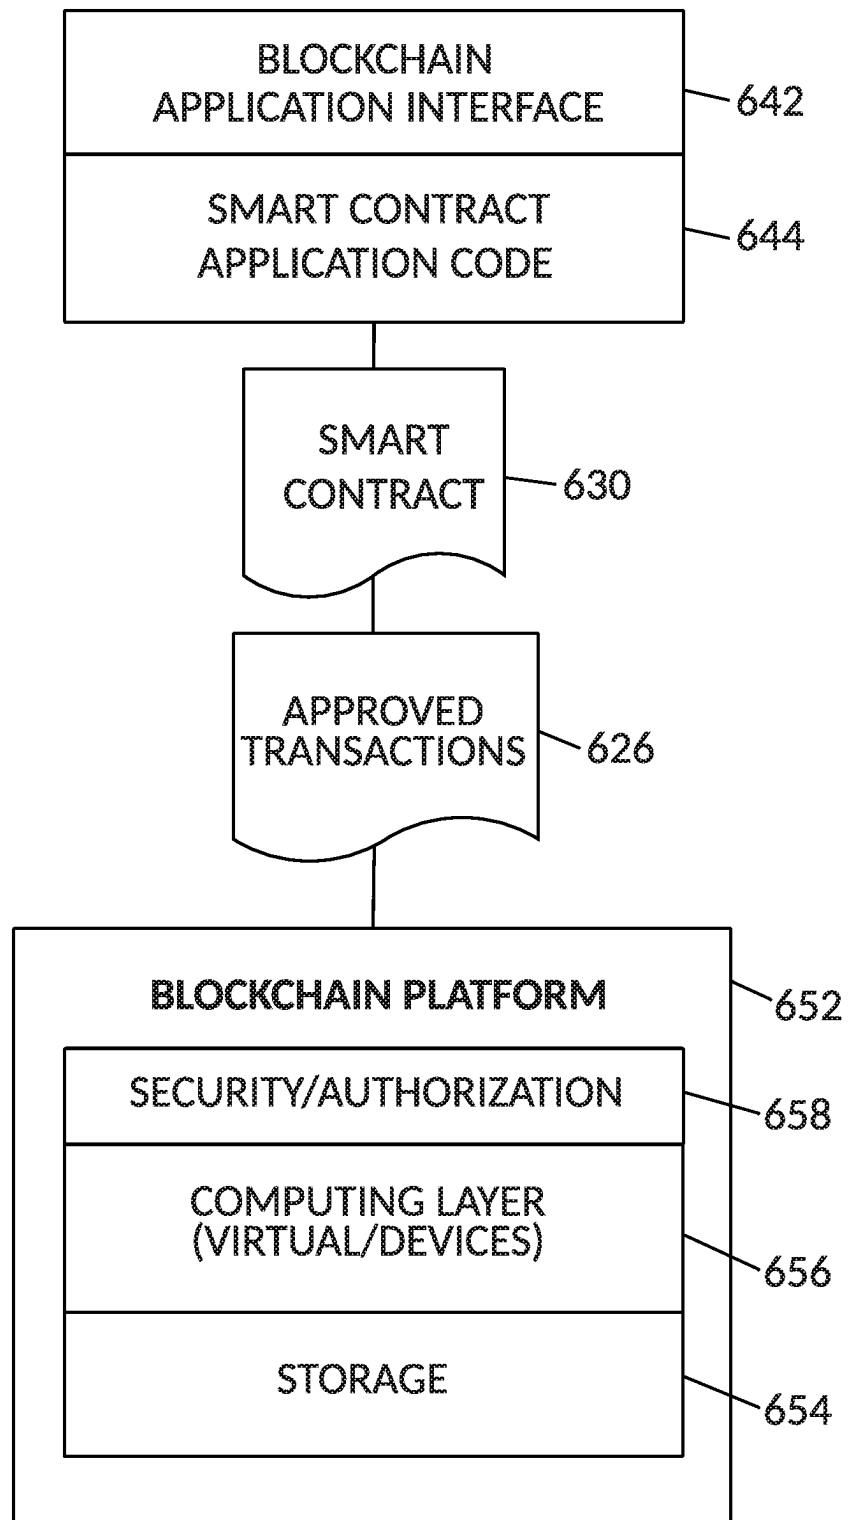 BLOCKCHAIN
APPLICATION INTERFACE
642
SMART CONTRACT
APPLICATION CODE
644
SMART
CONTRACT
630
APPROVED
TRANSACTIONS
626
BLOCKCHAIN PLATFORM
652
SECURITY/AUTHORIZATION
658
COMPUTING LAYER
(VIRTUAL/DEVICES)
656
STORAGE
654